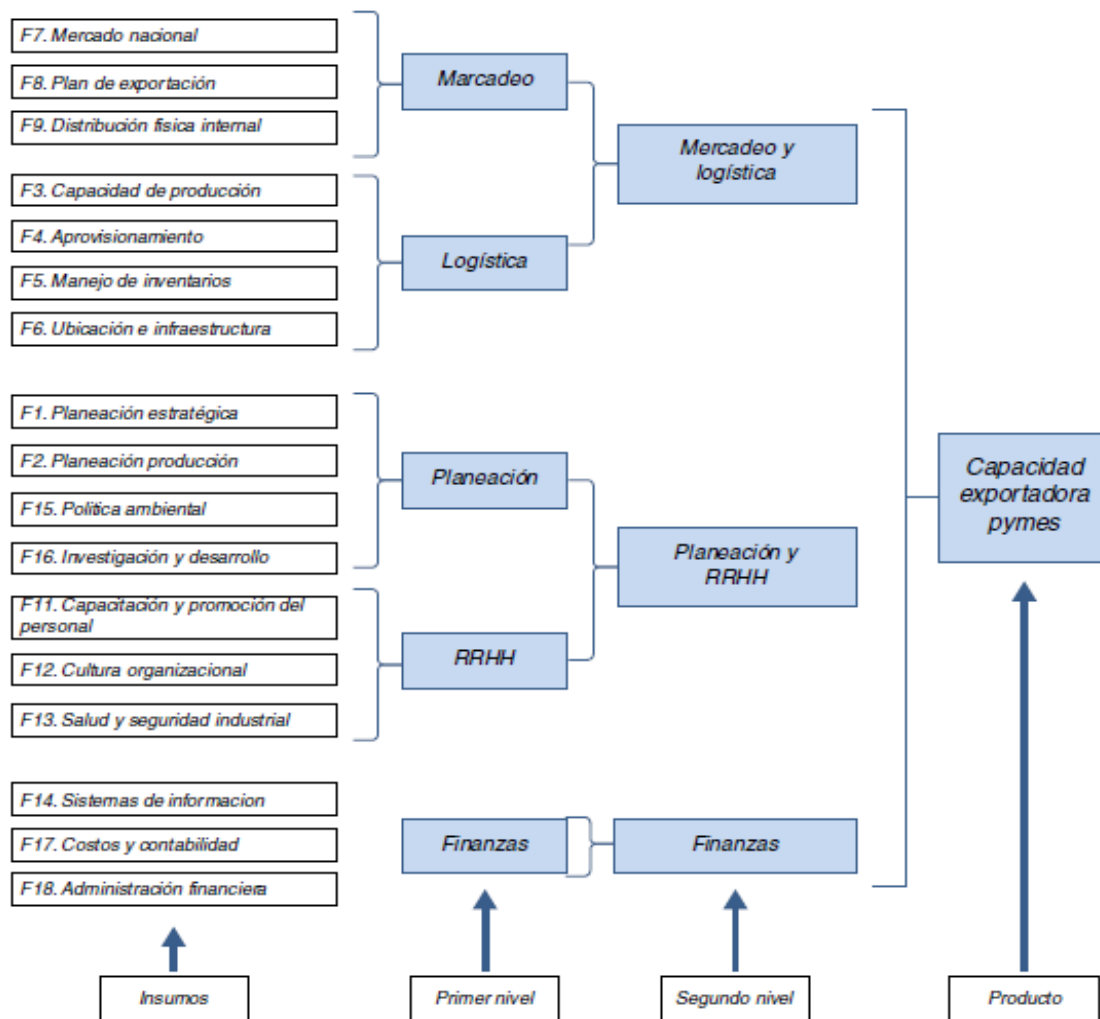 F7. Mercado nacional
F8. Plan de exportación
F9. Distribución física internal
Marcadeo
F3. Capacidad de producción
F4. Aprovisionamiento
F5. Manejo de inventarios
F6. Ubicación e infraestructura
Logística
Mercadeo y
logística
F1. Planeación estratégica
F2. Planeación producción
F15. Política ambiental
F16. Investigación y desarrollo
Planeación
F11. Capacitación y promoción del
personal
F12. Cultura organizacional
F13. Salud y seguridad industrial
RRHH
Planeación y
RRHH
F14. Sistemas de informacion
F17. Costos y contabilidad
F18. Administración financiera
Finanzas
Finanzas
Capacidad
exportadora
pymes
Insumos
Primer nivel
Segundo nivel
Producto